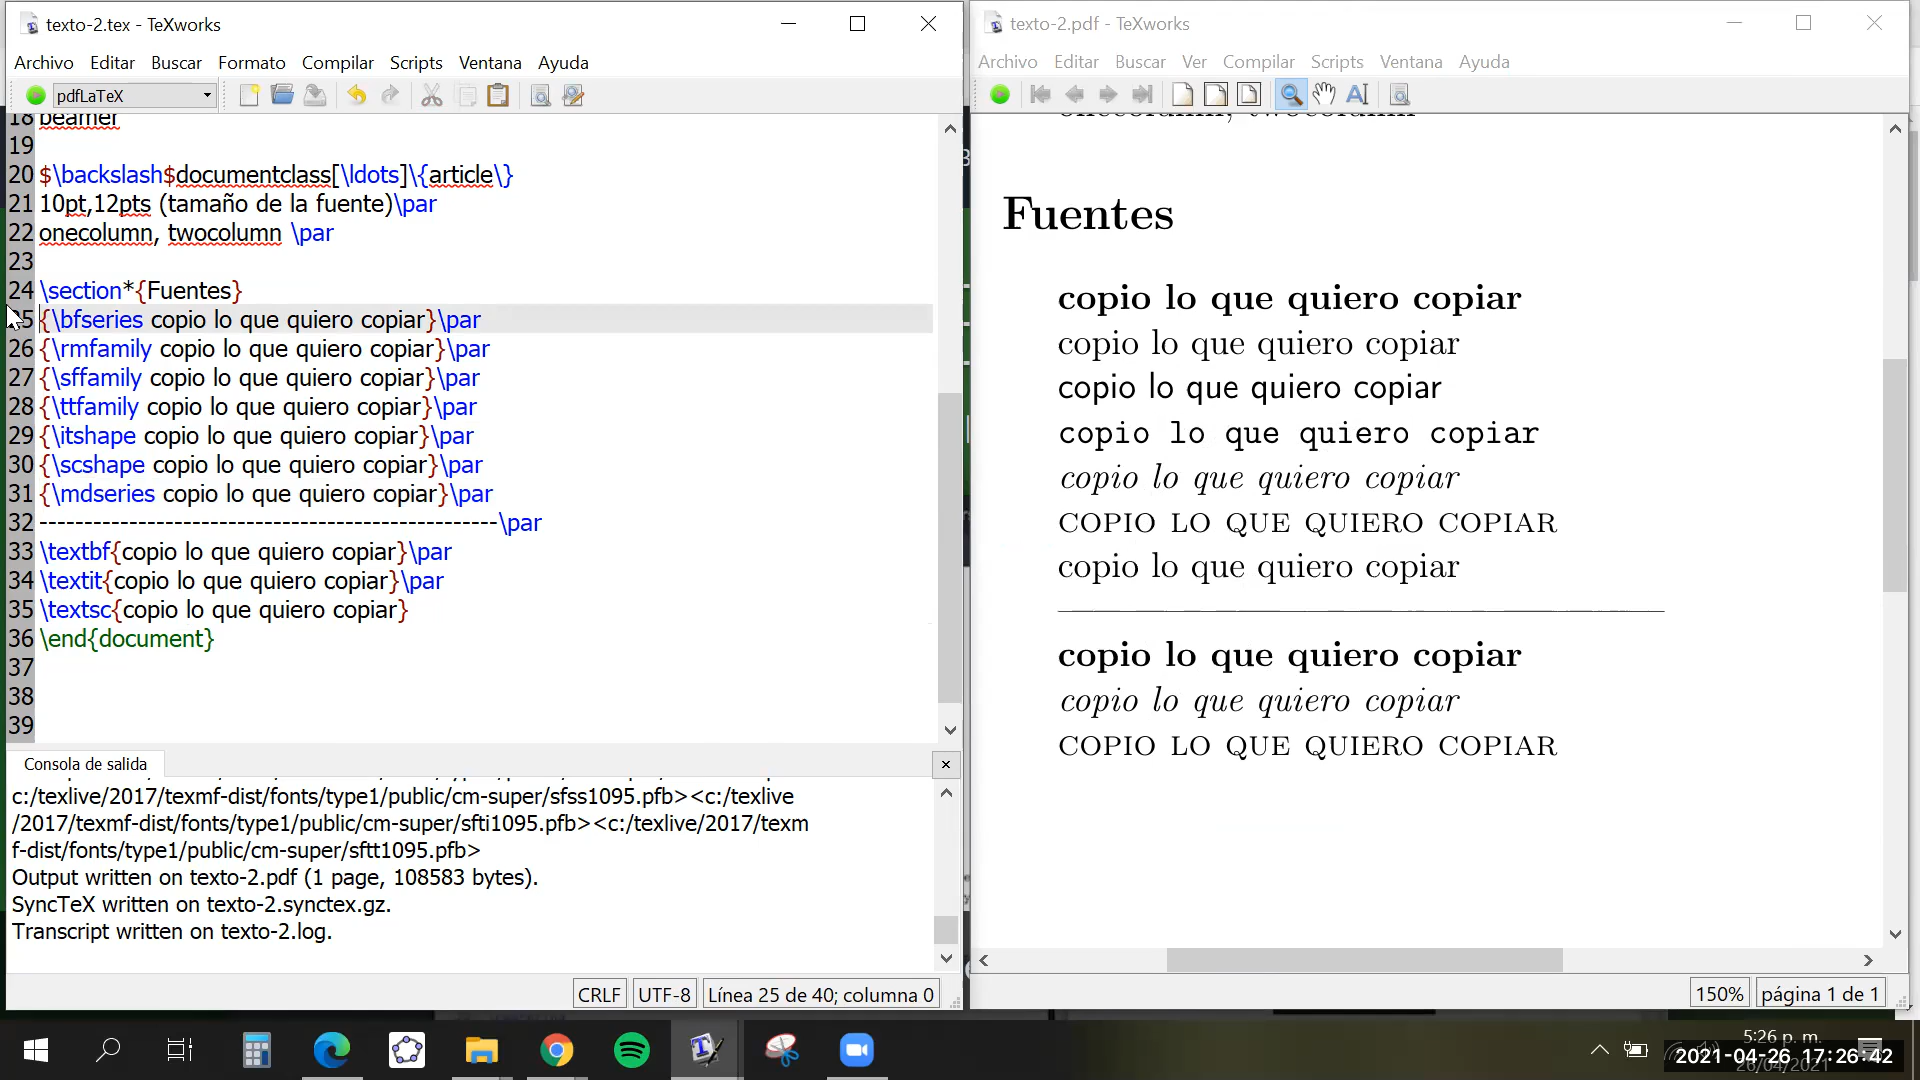 texto-2.tex - TeXworks
Archivo Editar Buscar Formato Compilar Scripts Ventana Ayuda
pdfLaTeX
18 beamer
19
20 $\backslash$documentclass[\ldots]\{article\}
21 10pt,12pts (tamaño de la fuente)\par
22 onecolumn, twocolumn \par
23
24 \section*{Fuentes}
25 {\bfseries copio lo que quiero copiar}\par
26 {\rmfamily copio lo que quiero copiar}\par
27 {\sffamily copio lo que quiero copiar}\par
28 {\ttfamily copio lo que quiero copiar}\par
29 {\itshape copio lo que quiero copiar}\par
30 {\scshape copio lo que quiero copiar}\par
31 {\mdseries copio lo que quiero copiar}\par
32 ---------------------------------------------------\par
33 \textbf{copio lo que quiero copiar}\par
34 \textit{copio lo que quiero copiar}\par
35 \textsc{copio lo que quiero copiar}
36 \end{document}
37
38
39
Consola de salida
c:/texlive/2017/texmf-dist/fonts/type1/public/cm-super/sfss1095.pfb><c:/texlive
/2017/texmf-dist/fonts/type1/public/cm-super/sfti1095.pfb><c:/texlive/2017/texm
f-dist/fonts/type1/public/cm-super/sftt1095.pfb>
Output written on texto-2.pdf (1 page, 108583 bytes).
SyncTeX written on texto-2.synctex.gz.
Transcript written on texto-2.log.
CRLF UTF-8 Línea 25 de 40; columna 0
texto-2.pdf - TeXworks
Archivo Editar Buscar Ver Compilar Scripts Ventana Ayuda
onecolumn, twocolumn
Fuentes
copio lo que quiero copiar
copio lo que quiero copiar
copio lo que quiero copiar
copio lo que quiero copiar
copio lo que quiero copiar
COPIO LO QUE QUIERO COPIAR
copio lo que quiero copiar
copio lo que quiero copiar
copio lo que quiero copiar
COPIO LO QUE QUIERO COPIAR
150% página 1 de 1
5:26 p. m.
26/04/2021
2021-04-26 17:26:42